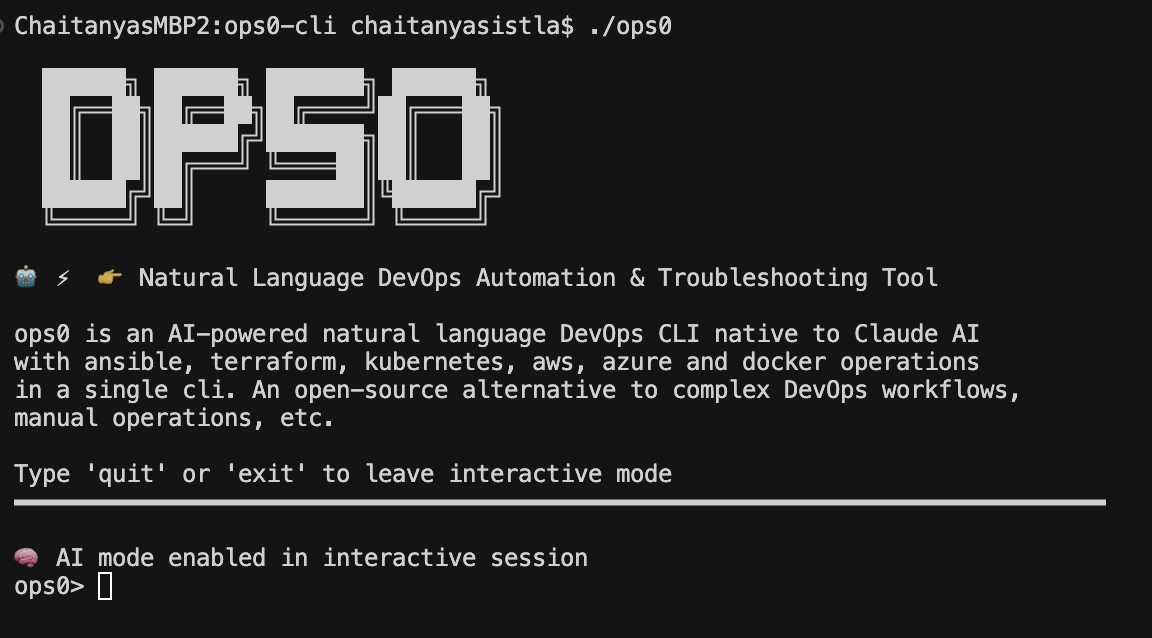 ChaitanyasMBP2:ops0-cli chaitanyasistla$ ./ops0
OPS0
🤖 ⚡ 👉 Natural Language DevOps Automation & Troubleshooting Tool
ops0 is an AI-powered natural language DevOps CLI native to Claude AI
with ansible, terraform, kubernetes, aws, azure and docker operations
in a single cli. An open-source alternative to complex DevOps workflows,
manual operations, etc.
Type 'quit' or 'exit' to leave interactive mode
🧠 AI mode enabled in interactive session
ops0>